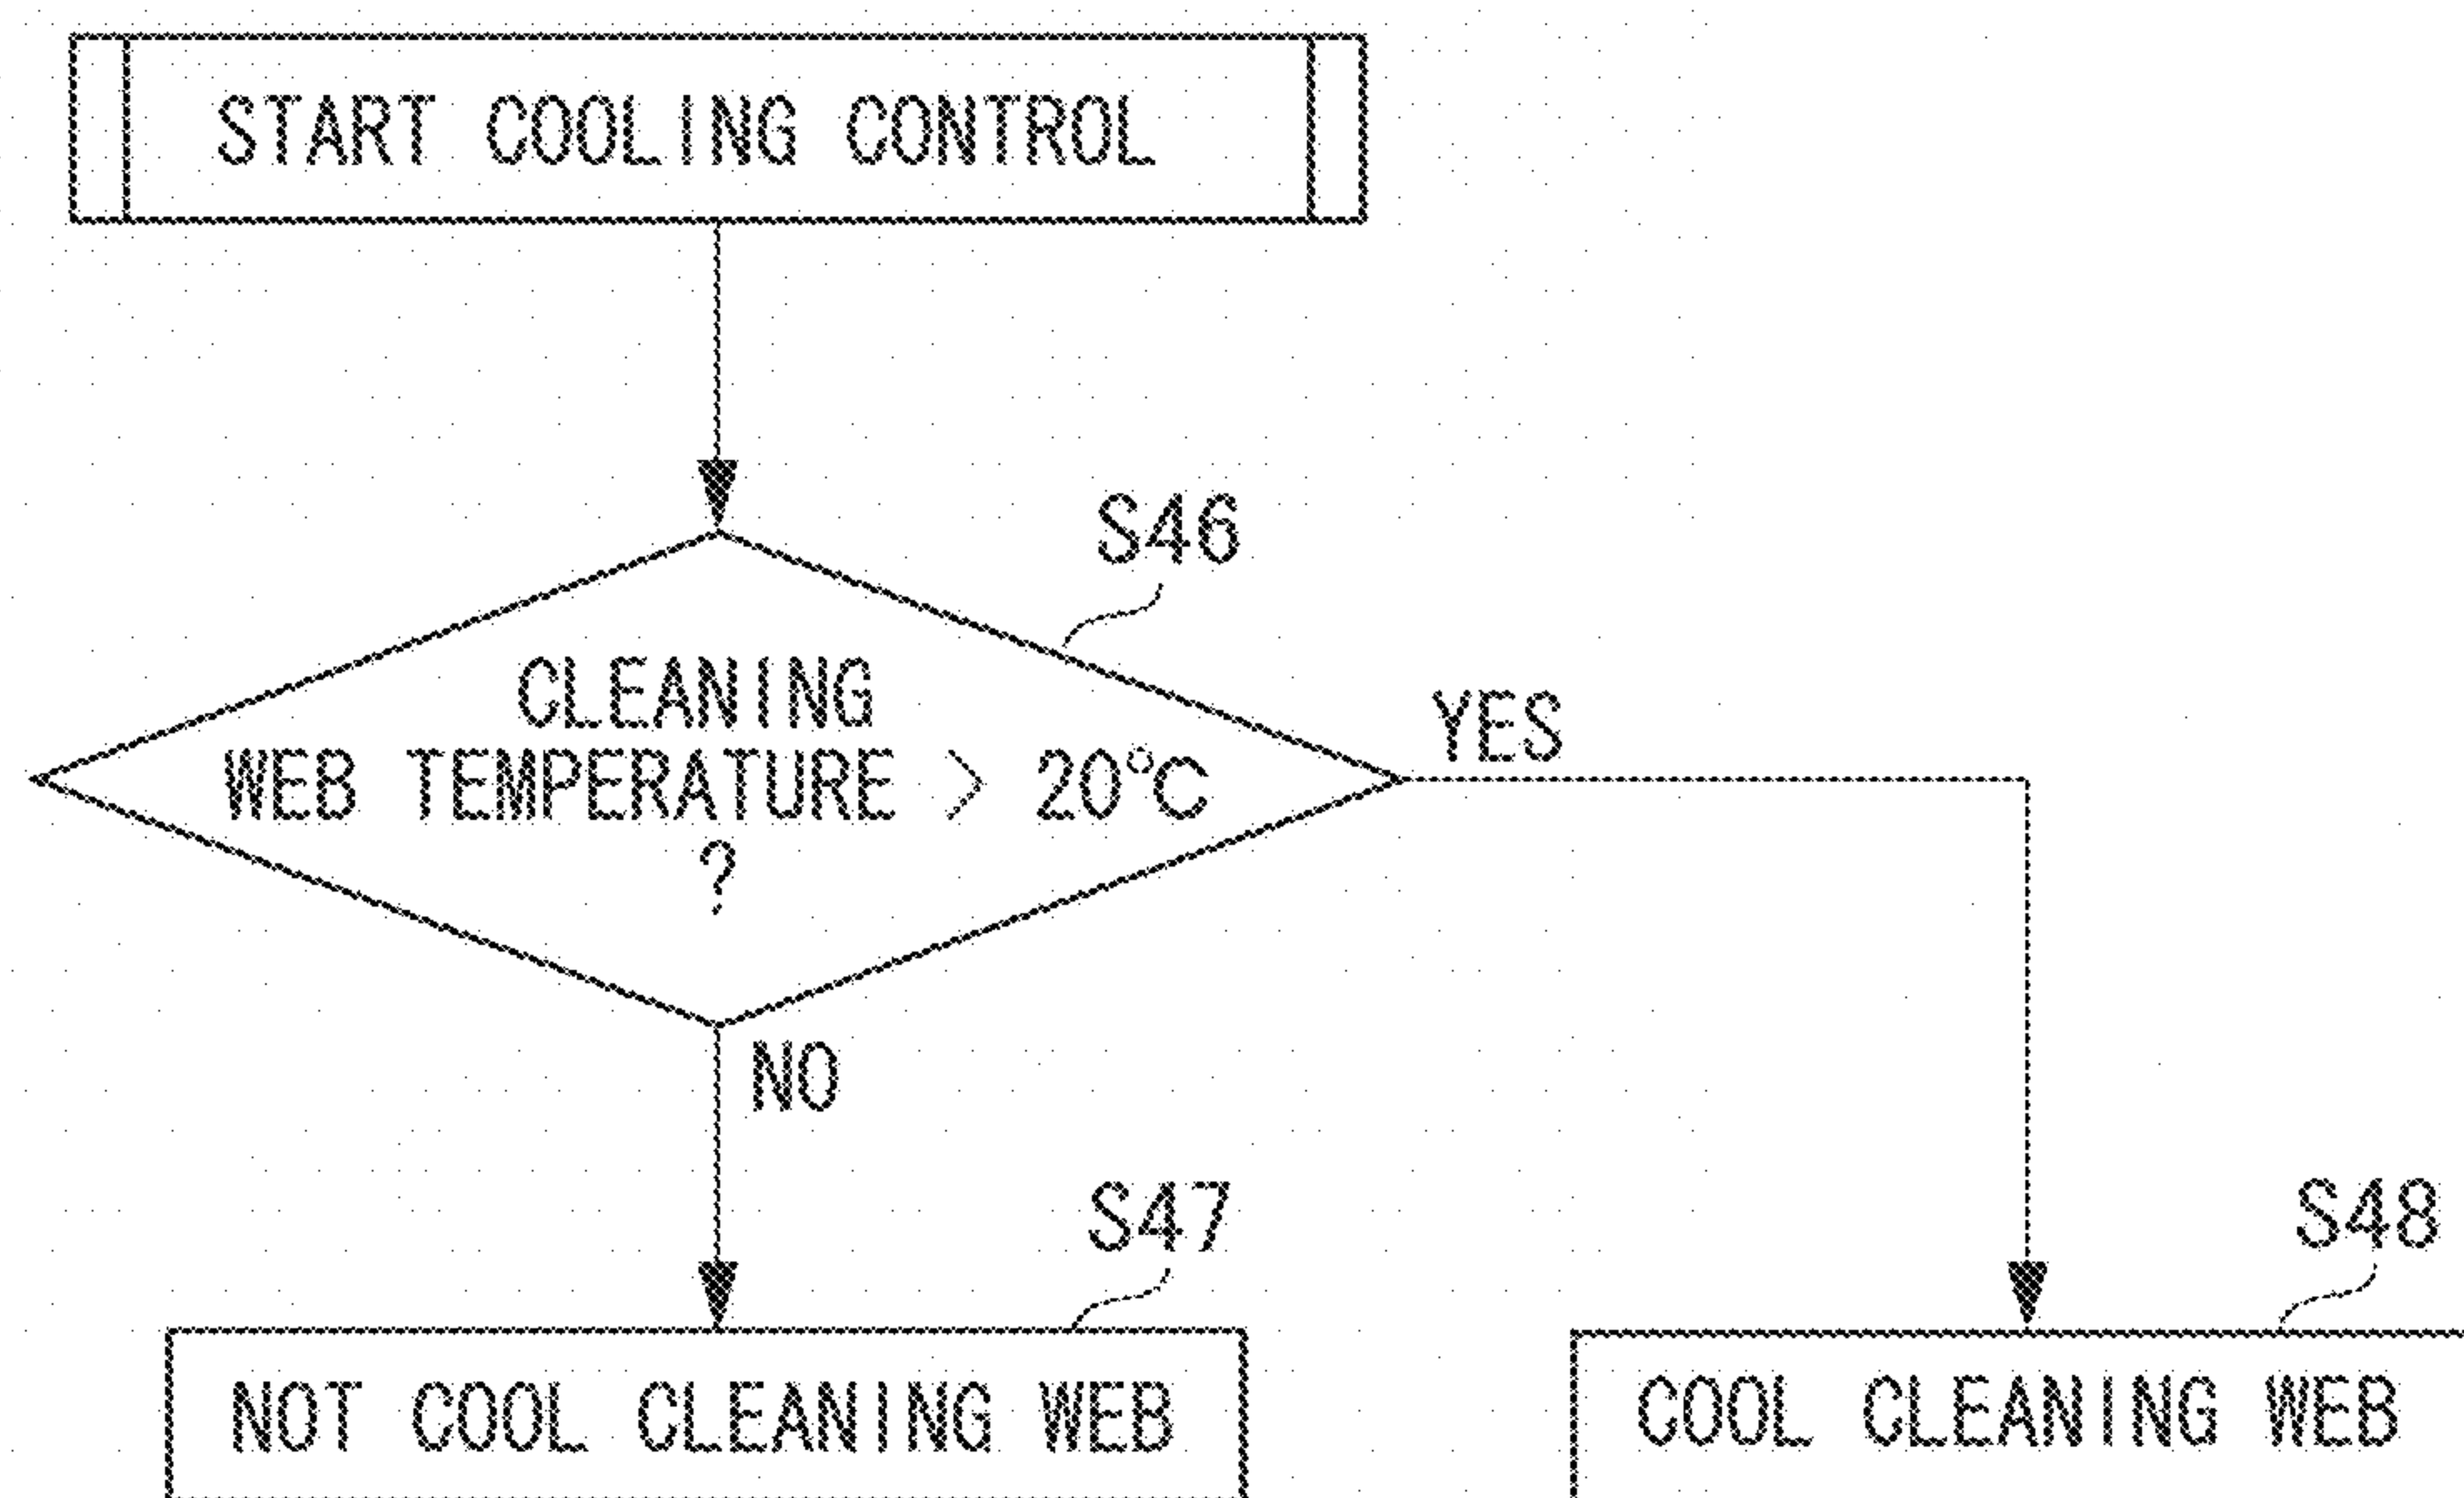 START COOLING CONTROL
S46
CLEANING
WEB TEMPERATURE > 20°C
?
YES
NO
S47
S48
NOT COOL CLEANING WEB
COOL CLEANING WEB